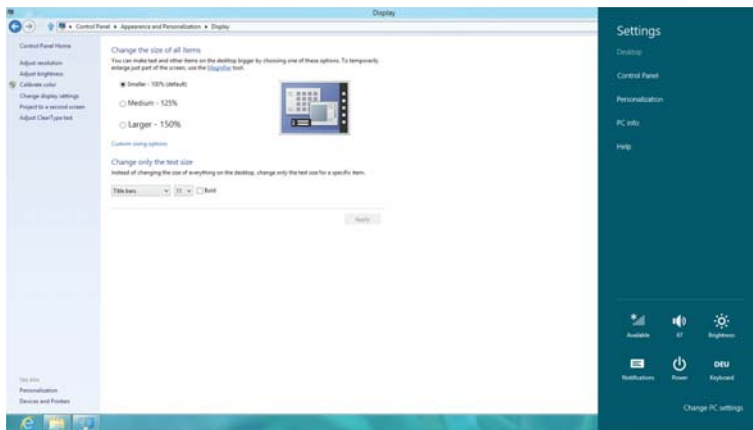 Display
Control Panel ▸ Appearance and Personalization ▸ Display
Control Panel Home
Adjust resolution
Adjust brightness
Calibrate color
Change display settings
Project to a second screen
Adjust ClearType text
See also
Personalization
Devices and Printers
Change the size of all items
You can make text and other items on the desktop bigger by choosing one of these options. To temporarily
enlarge just part of the screen, use the Magnifier tool.
Smaller - 100% (default)
Medium - 125%
Larger - 150%
Custom sizing options
Change only the text size
Instead of changing the size of everything on the desktop, change only the text size for a specific item.
Title bars 11 Bold
Apply
Settings
Desktop
Control Panel
Personalization
PC info
Help
Available 67 Brightness
Notifications Power DEU
Keyboard
Change PC settings